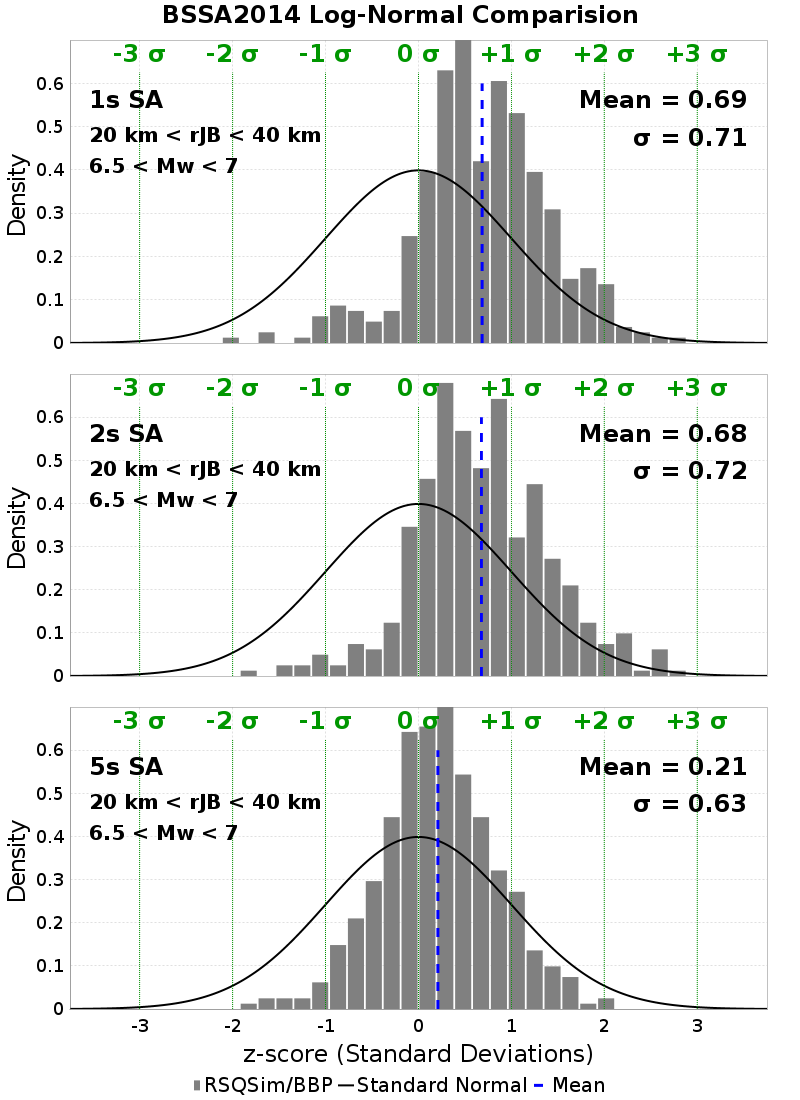 BSSA2014 Log-Normal Comparision
-3 σ -2 σ -1 σ 0 σ +1 σ +2 σ +3 σ
1s SA
20 km < rJB < 40 km
6.5 < Mw < 7
Mean = 0.69
σ = 0.71
Density
0.6
0.5
0.4
0.3
0.2
0.1
0
-3 σ -2 σ -1 σ 0 σ +1 σ +2 σ +3 σ
2s SA
20 km < rJB < 40 km
6.5 < Mw < 7
Mean = 0.68
σ = 0.72
Density
0.6
0.5
0.4
0.3
0.2
0.1
0
-3 σ -2 σ -1 σ 0 σ +1 σ +2 σ +3 σ
5s SA
20 km < rJB < 40 km
6.5 < Mw < 7
Mean = 0.21
σ = 0.63
Density
0.6
0.5
0.4
0.3
0.2
0.1
0
-3 -2 -1 0 1 2 3
z-score (Standard Deviations)
RSQSim/BBP Standard Normal Mean